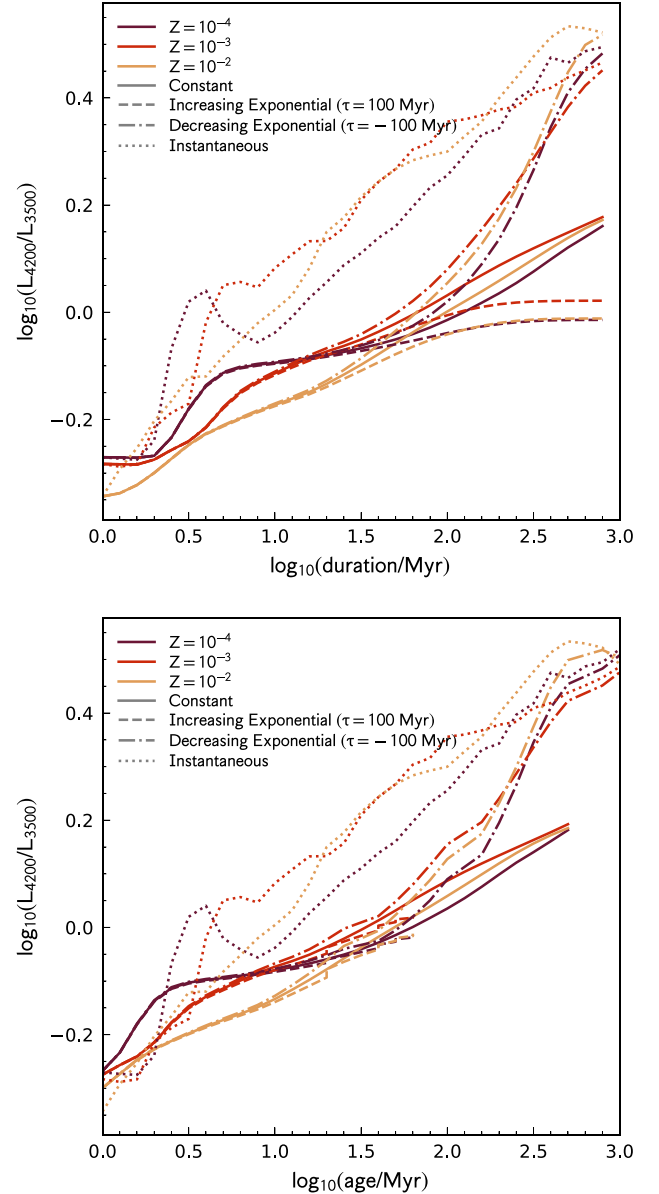 Z = 10⁻⁴
Z = 10⁻³
Z = 10⁻²
Constant
Increasing Exponential (τ = 100 Myr)
Decreasing Exponential (τ = − 100 Myr)
Instantaneous
0.4
0.2
0.0
−0.2
log₁₀(L₄₂₀₀/L₃₅₀₀)
0.0 0.5 1.0 1.5 2.0 2.5 3.0
log₁₀(duration/Myr)
Z = 10⁻⁴
Z = 10⁻³
Z = 10⁻²
Constant
Increasing Exponential (τ = 100 Myr)
Decreasing Exponential (τ = − 100 Myr)
Instantaneous
0.4
0.2
0.0
−0.2
log₁₀(L₄₂₀₀/L₃₅₀₀)
0.0 0.5 1.0 1.5 2.0 2.5 3.0
log₁₀(age/Myr)